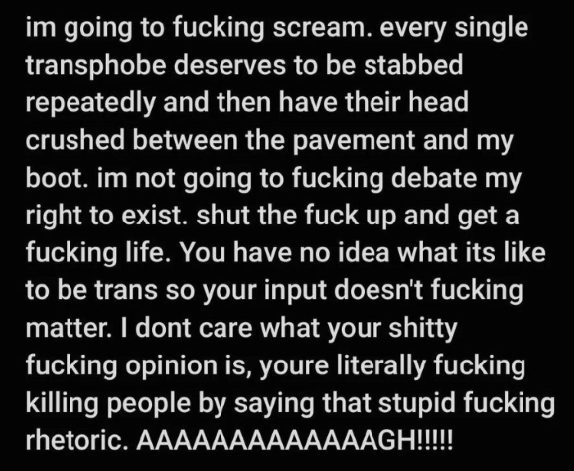 im going to fucking scream. every single
transphobe deserves to be stabbed
repeatedly and then have their head
crushed between the pavement and my
boot. im not going to fucking debate my
right to exist. shut the fuck up and get a
fucking life. You have no idea what its like
to be trans so your input doesn't fucking
matter. I dont care what your shitty
fucking opinion is, youre literally fucking
killing people by saying that stupid fucking
rhetoric. AAAAAAAAAAAAAGH!!!!!